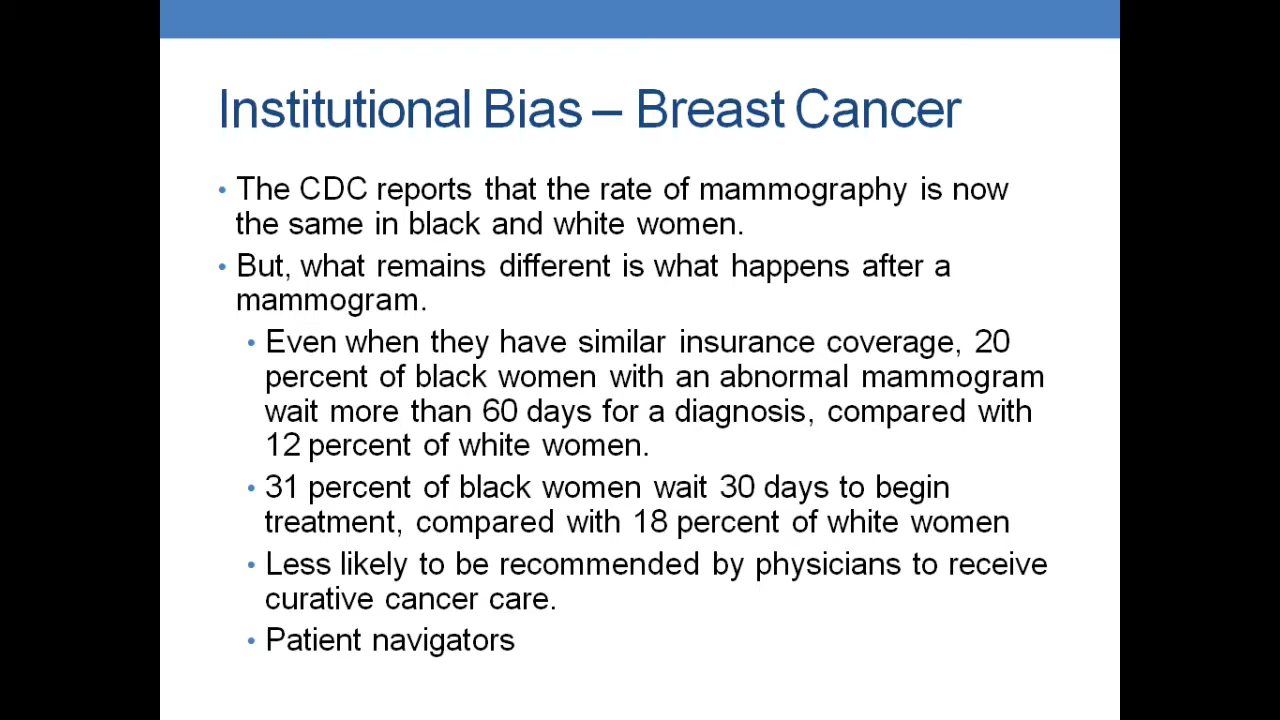 Institutional Bias – Breast Cancer
• The CDC reports that the rate of mammography is now
the same in black and white women.
• But, what remains different is what happens after a
mammogram.
• Even when they have similar insurance coverage, 20
percent of black women with an abnormal mammogram
wait more than 60 days for a diagnosis, compared with
12 percent of white women.
• 31 percent of black women wait 30 days to begin
treatment, compared with 18 percent of white women
• Less likely to be recommended by physicians to receive
curative cancer care.
• Patient navigators